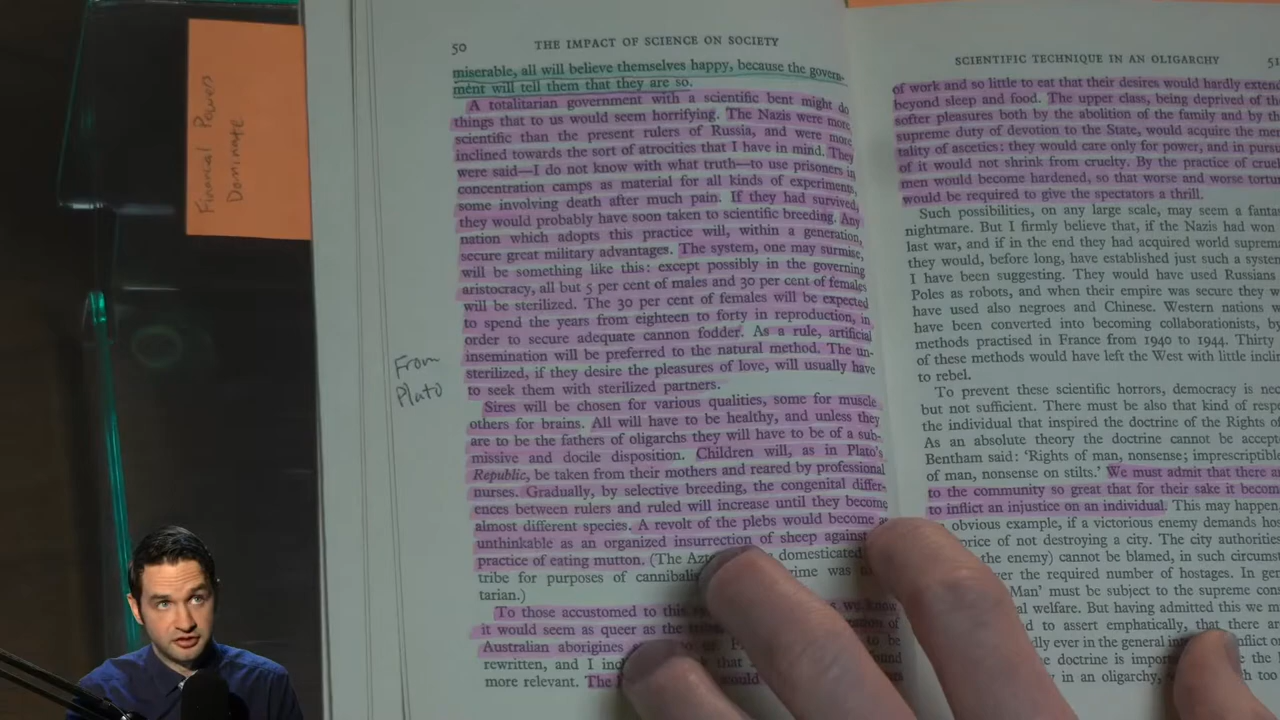 Financial Powers
Dominate
50 THE IMPACT OF SCIENCE ON SOCIETY
miserable, all will believe themselves happy, because the govern-
ment will tell them that they are so.
A totalitarian government with a scientific bent might do
things that to us would seem horrifying. The Nazis were more
scientific than the present rulers of Russia, and were more
inclined towards the sort of atrocities that I have in mind. They
were said—I do not know with what truth—to use prisoners in
concentration camps as material for all kinds of experiments,
some involving death after much pain. If they had survived,
they would probably have soon taken to scientific breeding. Any
nation which adopts this practice will, within a generation,
secure great military advantages. The system, one may surmise,
will be something like this: except possibly in the governing
aristocracy, all but 5 per cent of males and 30 per cent of females
will be sterilized. The 30 per cent of females will be expected
to spend the years from eighteen to forty in reproduction, in
order to secure adequate cannon fodder. As a rule, artificial
insemination will be preferred to the natural method. The un-
sterilized, if they desire the pleasures of love, will usually have
to seek them with sterilized partners.
From
Plato
Sires will be chosen for various qualities, some for muscle
others for brains. All will have to be healthy, and unless they
are to be the fathers of oligarchs they will have to be of a sub-
missive and docile disposition. Children will, as in Plato's
Republic, be taken from their mothers and reared by professional
nurses. Gradually, by selective breeding, the congenital differ-
ences between rulers and ruled will increase until they become
almost different species. A revolt of the plebs would become as
unthinkable as an organized insurrection of sheep against
practice of eating mutton. (The Azt domesticated
tribe for purposes of cannibalis
tarian.)
To those accustomed to this we know
it would seem as queer as the
Australian aborigines
rewritten, and I that to be
more relevant. The would
SCIENTIFIC TECHNIQUE IN AN OLIGARCHY 51
of work and so little to eat that their desires would hardly extend
beyond sleep and food. The upper class, being deprived of the
softer pleasures both by the abolition of the family and by the
supreme duty of devotion to the State, would acquire the men-
tality of ascetics: they would care only for power, and in pursu
of it would not shrink from cruelty. By the practice of cruel
men would become hardened, so that worse and worse tortur
would be required to give the spectators a thrill.
Such possibilities, on any large scale, may seem a fantas
nightmare. But I firmly believe that, if the Nazis had won
last war, and if in the end they had acquired world suprem
they would, before long, have established just such a system
I have been suggesting. They would have used Russians
Poles as robots, and when their empire was secure they w
have used also negroes and Chinese. Western nations w
have been converted into becoming collaborationists, by
methods practised in France from 1940 to 1944. Thirty
of these methods would have left the West with little inclin
to rebel.
To prevent these scientific horrors, democracy is nec
but not sufficient. There must be also that kind of resp
the individual that inspired the doctrine of the Rights of
As an absolute theory the doctrine cannot be accept
Bentham said: 'Rights of man, nonsense; imprescriptibl
of man, nonsense on stilts.' We must admit that there ar
to the community so great that for their sake it becom
to inflict an injustice on an individual. This may happen
obvious example, if a victorious enemy demands ho
price of not destroying a city. The city authorities
the enemy) cannot be blamed, in such circums
er the required number of hostages. In gen
Man' must be subject to the supreme con
al welfare. But having admitted this we m
d to assert emphatically, that there ar
dly ever in the general
e doctrine is import
in an oligarchy,